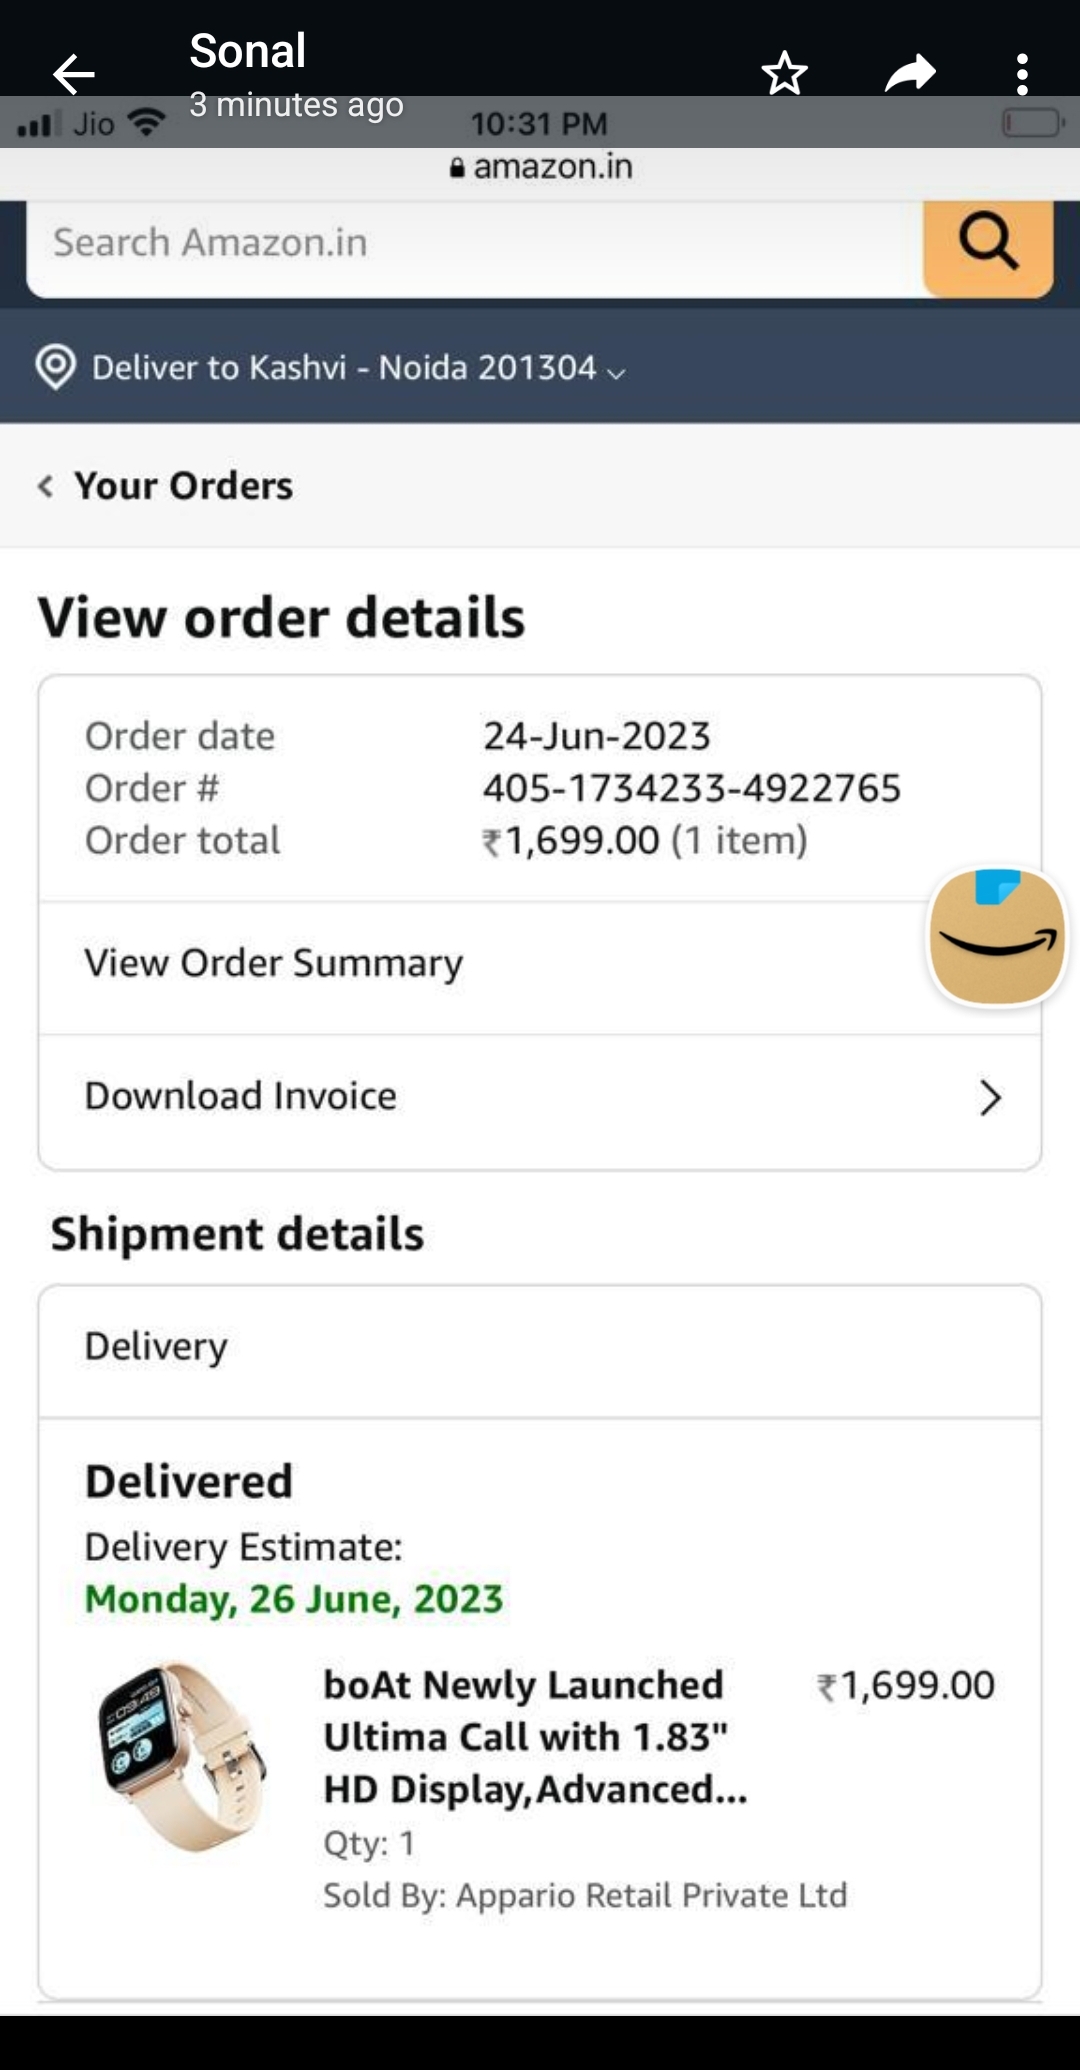 Sonal
3 minutes ago
Jio
10:31 PM
amazon.in
Search Amazon.in
Deliver to Kashvi - Noida 201304
Your Orders
View order details
Order date 24-Jun-2023
Order # 405-1734233-4922765
Order total ₹1,699.00 (1 item)
View Order Summary
Download Invoice
Shipment details
Delivery
Delivered
Delivery Estimate:
Monday, 26 June, 2023
boAt Newly Launched ₹1,699.00
Ultima Call with 1.83"
HD Display,Advanced...
Qty: 1
Sold By: Appario Retail Private Ltd